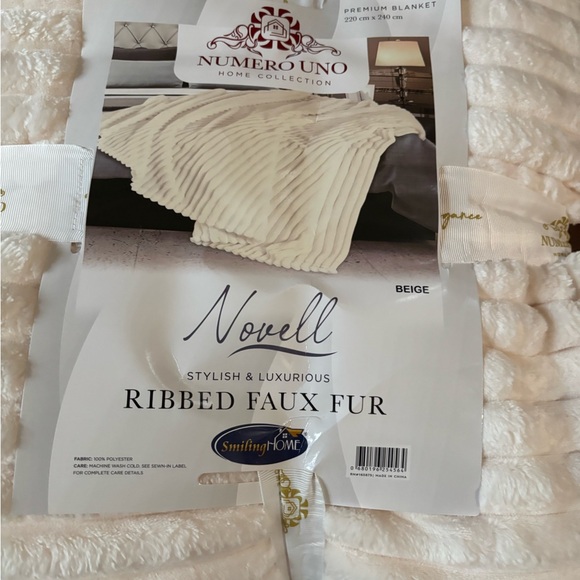 PREMIUM BLANKET
220 cm x 240 cm
NUMERO UNO
HOME COLLECTION
BEIGE
Novell
STYLISH & LUXURIOUS
RIBBED FAUX FUR
SmilingHOME
FABRIC: 100% POLYESTER
CARE: MACHINE WASH COLD; SEE SEWN-IN LABEL
FOR COMPLETE CARE DETAILS
MADE IN CHINA